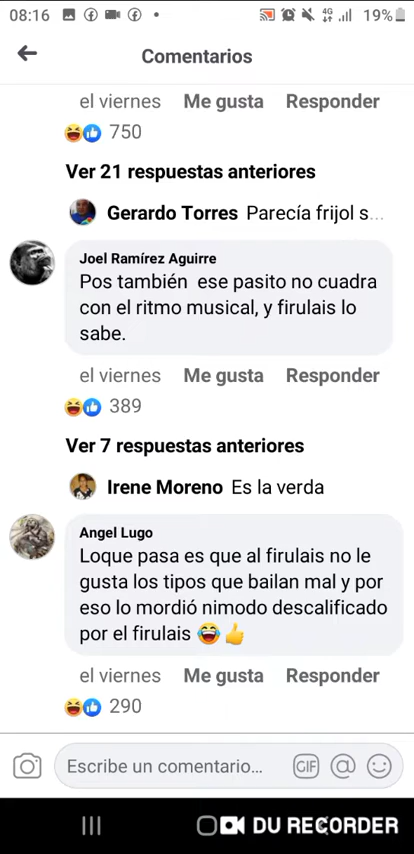 08:16
4G
19%
Comentarios
el viernes Me gusta Responder
750
Ver 21 respuestas anteriores
Gerardo Torres Parecía frijol s...
Joel Ramírez Aguirre
Pos también ese pasito no cuadra
con el ritmo musical, y firulais lo
sabe.
el viernes Me gusta Responder
389
Ver 7 respuestas anteriores
Irene Moreno Es la verda
Angel Lugo
Loque pasa es que al firulais no le
gusta los tipos que bailan mal y por
eso lo mordió nimodo descalificado
por el firulais 😂👍
el viernes Me gusta Responder
290
Escribe un comentario... GIF @
DU RECORDER